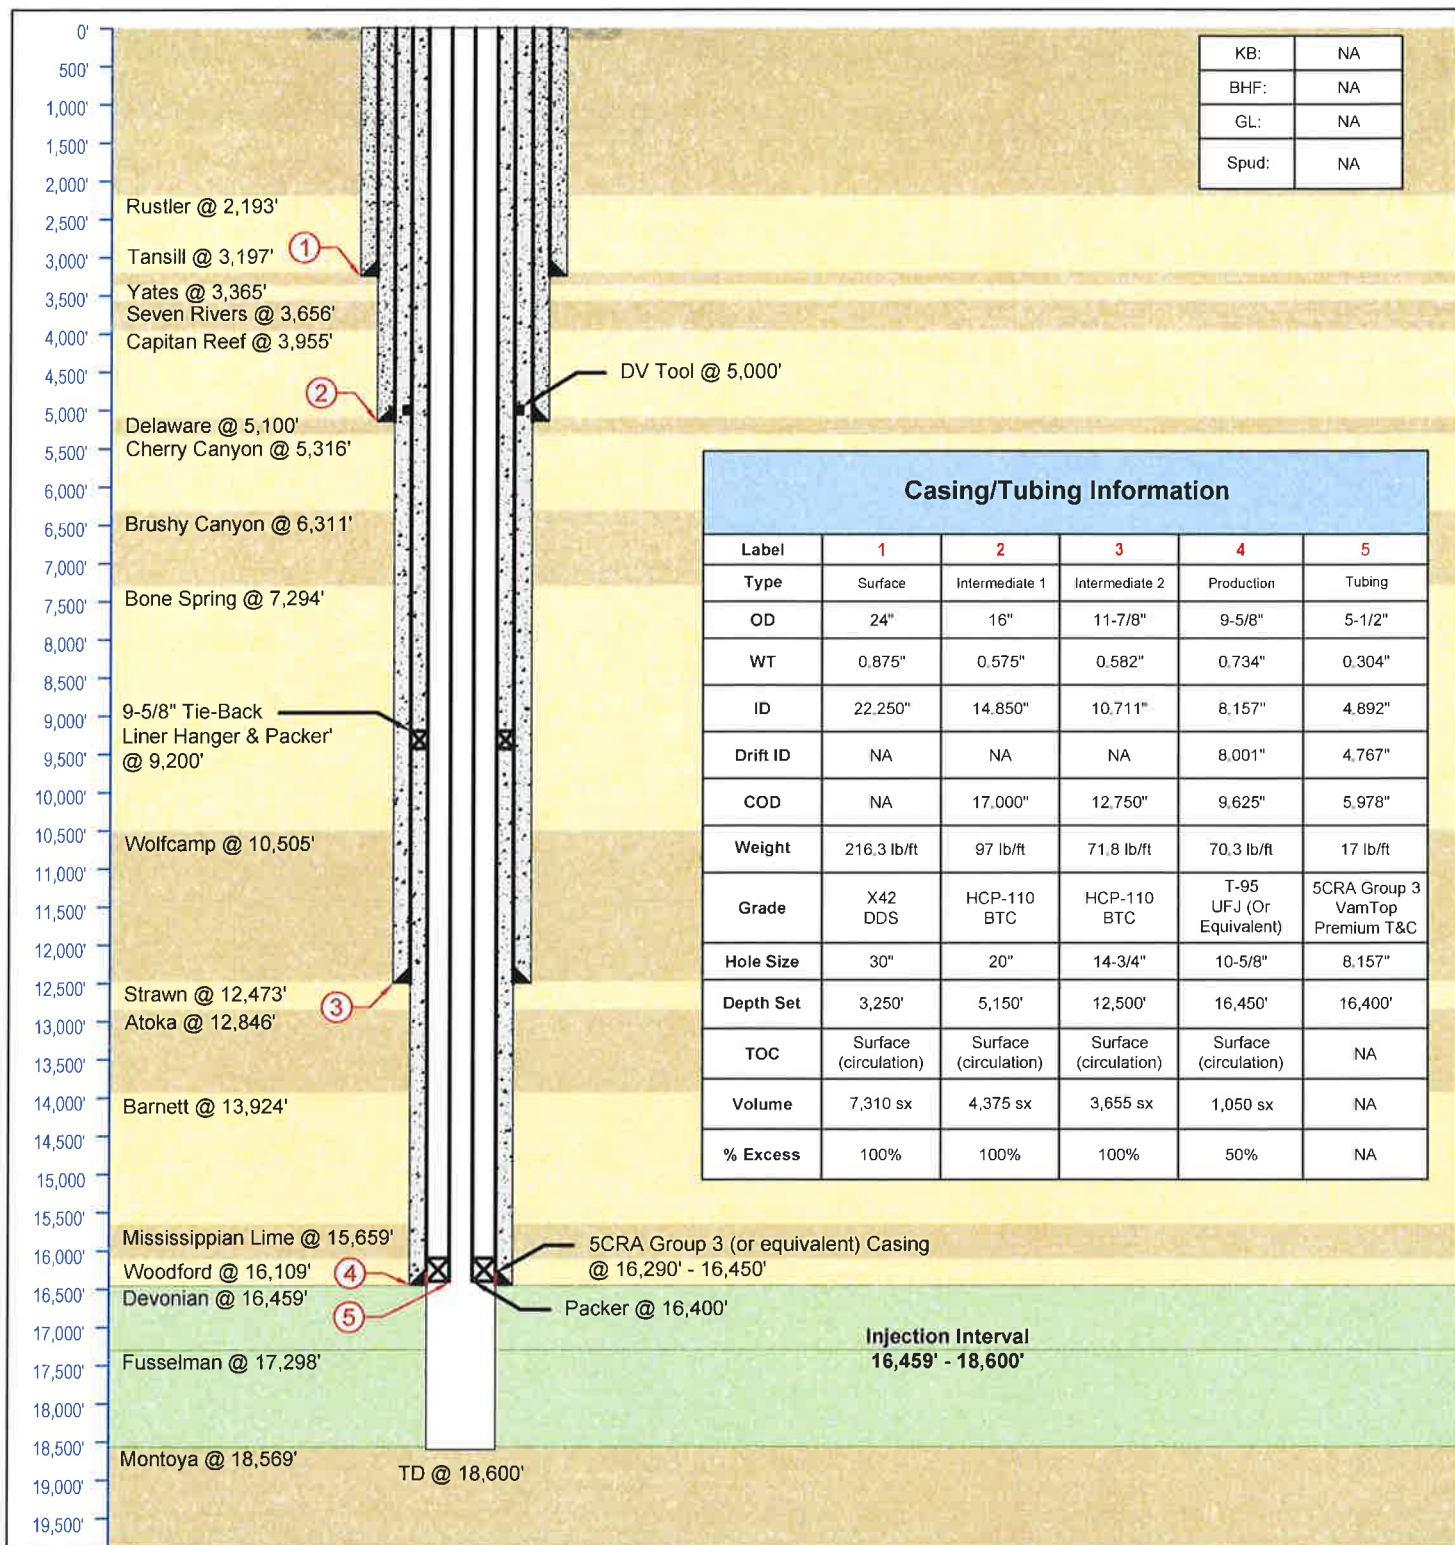 0'
500'
1,000'
1,500'
2,000'
2,500'
3,000'
3,500'
4,000'
4,500'
5,000'
5,500'
6,000'
6,500'
7,000'
7,500'
8,000'
8,500'
9,000'
9,500'
10,000'
10,500'
11,000'
11,500'
12,000'
12,500'
13,000'
13,500'
14,000'
14,500'
15,000
15,500'
16,000'
16,500'
17,000'
17,500'
18,000'
18,500'
19,000'
19,500'
KB: NA
BHF: NA
GL: NA
Spud: NA
Rustler @ 2,193'
Tansill @ 3,197'
1
Yates @ 3,365'
Seven Rivers @ 3,656'
Capitan Reef @ 3,955'
DV Tool @ 5,000'
2
Delaware @ 5,100'
Cherry Canyon @ 5,316'
Brushy Canyon @ 6,311'
Bone Spring @ 7,294'
9-5/8" Tie-Back
Liner Hanger & Packer'
@ 9,200'
Wolfcamp @ 10,505'
Strawn @ 12,473'
3
Atoka @ 12,846'
Barnett @ 13,924'
Mississippian Lime @ 15,659'
Woodford @ 16,109'
4
Devonian @ 16,459'
5
Fusselman @ 17,298'
Montoya @ 18,569'
TD @ 18,600'
5CRA Group 3 (or equivalent) Casing
@ 16,290' - 16,450'
Packer @ 16,400'
Injection Interval
16,459' - 18,600'
Casing/Tubing Information
Label 1 2 3 4 5
Type Surface Intermediate 1 Intermediate 2 Production Tubing
OD 24" 16" 11-7/8" 9-5/8" 5-1/2"
WT 0.875" 0.575" 0.582" 0.734" 0.304"
ID 22.250" 14.850" 10.711" 8.157" 4.892"
Drift ID NA NA NA 8.001" 4.767"
COD NA 17.000" 12.750" 9.625" 5.978"
Weight 216.3 lb/ft 97 lb/ft 71.8 lb/ft 70.3 lb/ft 17 lb/ft
Grade X42 DDS HCP-110 BTC HCP-110 BTC T-95 UFJ (Or Equivalent) 5CRA Group 3 VamTop Premium T&C
Hole Size 30" 20" 14-3/4" 10-5/8" 8.157"
Depth Set 3,250' 5,150' 12,500' 16,450' 16,400'
TOC Surface (circulation) Surface (circulation) Surface (circulation) Surface (circulation) NA
Volume 7,310 sx 4,375 sx 3,655 sx 1,050 sx NA
% Excess 100% 100% 100% 50% NA